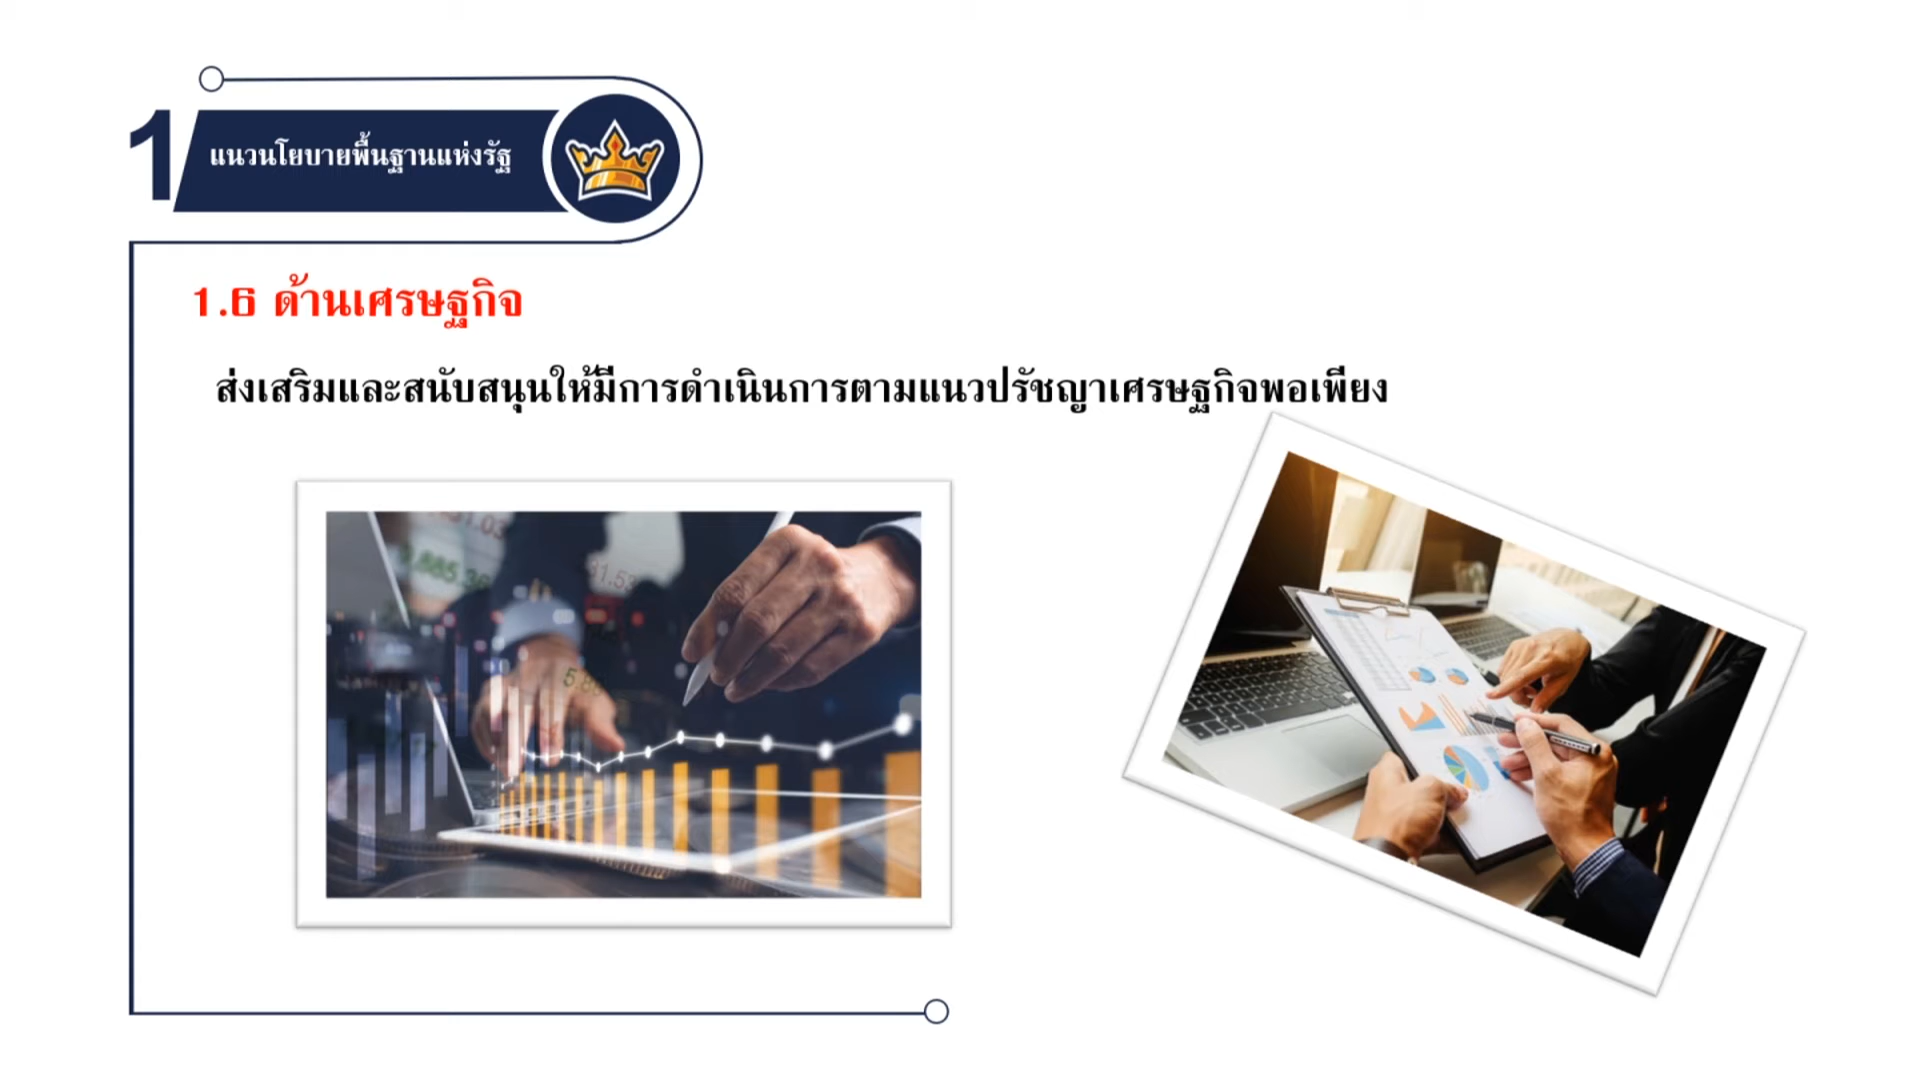 1
แนวนโยบายพื้นฐานแห่งรัฐ
1.6 ด้านเศรษฐกิจ
ส่งเสริมและสนับสนุนให้มีการดำเนินการตามแนวปรัชญาเศรษฐกิจพอเพียง